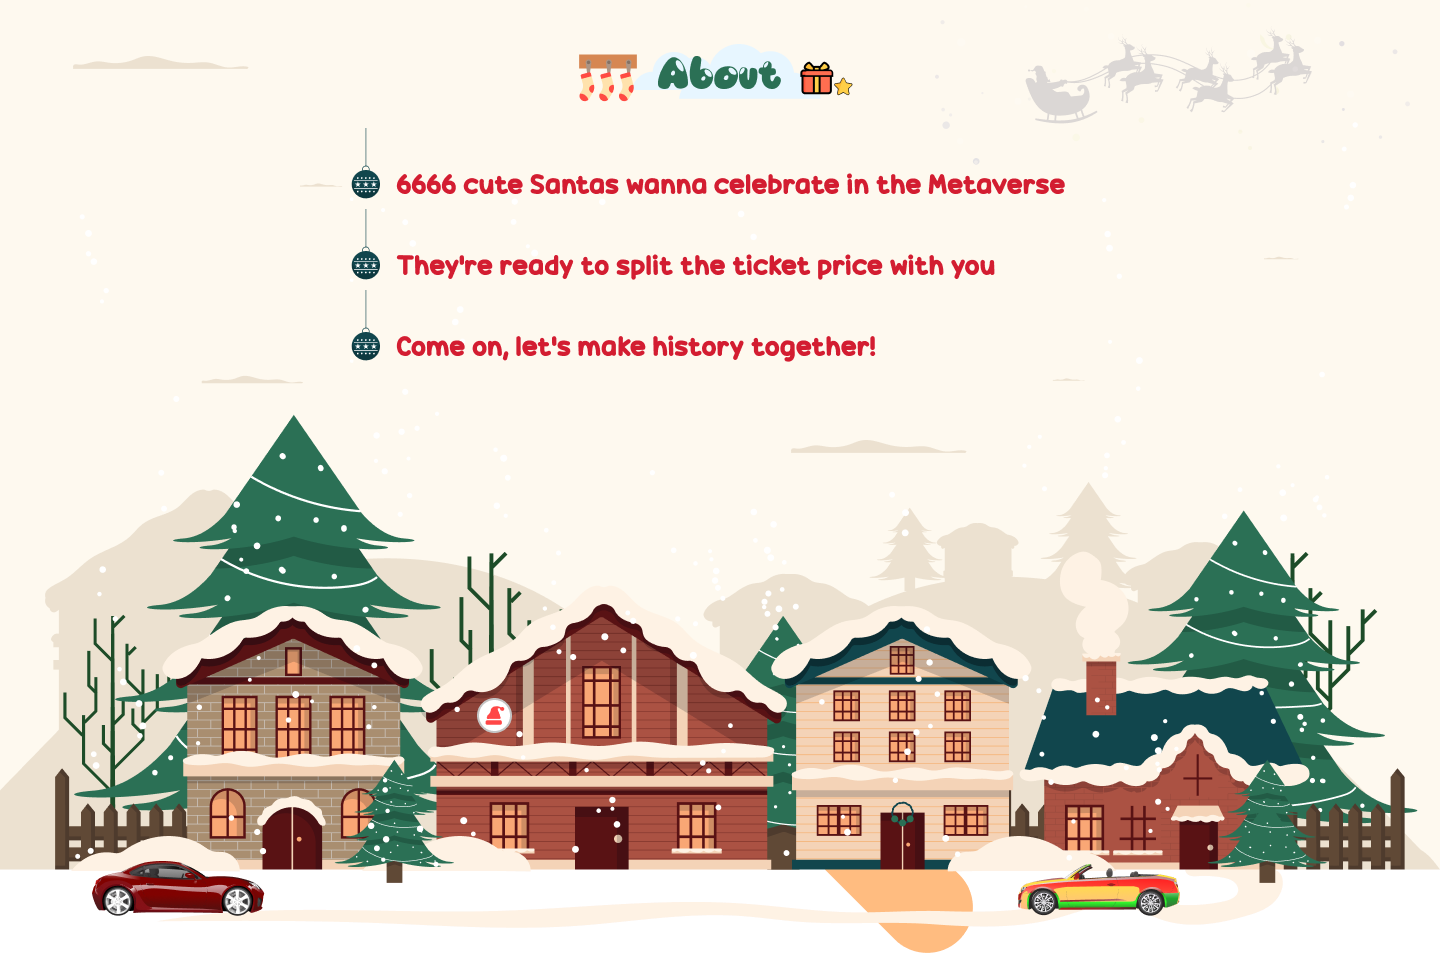 About
6666 cute Santas wanna celebrate in the Metaverse
They're ready to split the ticket price with you
Come on, let's make history together!